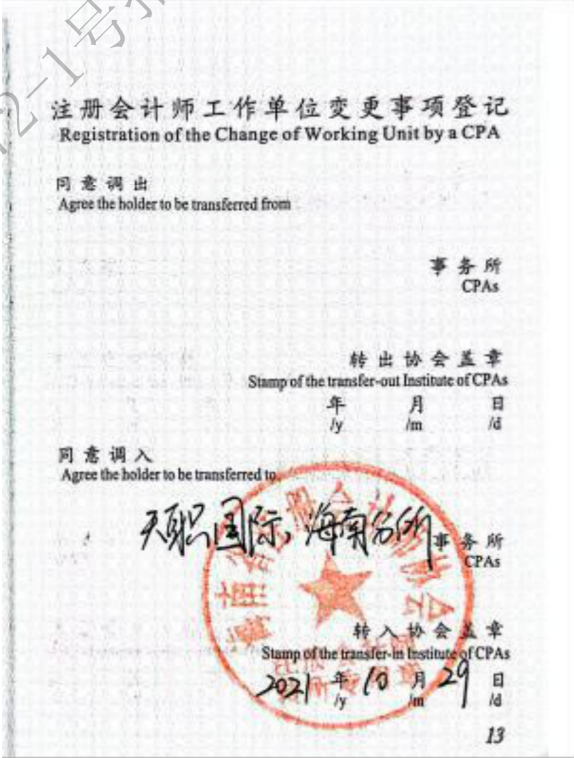 注册会计师工作单位变更事项登记
Registration of the Change of Working Unit by a CPA
同意调出
Agree the holder to be transferred from
事务所
CPAs
转出协会盖章
Stamp of the transfer-out Institute of CPAs
年 月 日
/y /m /d
同意调入
Agree the holder to be transferred to
天职国际 海南分所 事务所
CPAs
转入协会盖章
Stamp of the transfer-in Institute of CPAs
2021 年 10 月 29 日
/y /m /d
13